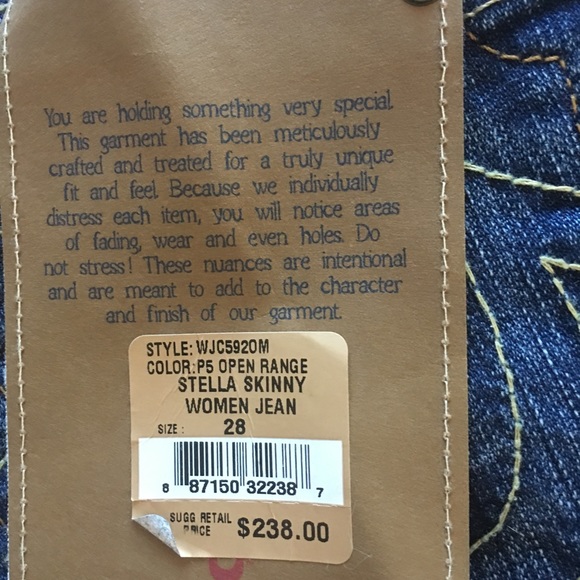 You are holding something very special.
This garment has been meticulously
crafted and treated for a truly unique
fit and feel. Because we individually
distress each item, you will notice areas
of fading, wear and even holes. Do
not stress! These nuances are intentional
and are meant to add to the character
and finish of our garment.
STYLE: WJC5920M
COLOR:P5 OPEN RANGE
STELLA SKINNY
WOMEN JEAN
SIZE : 28
8 87150 32238 7
SUGG RETAIL
PRICE $238.00